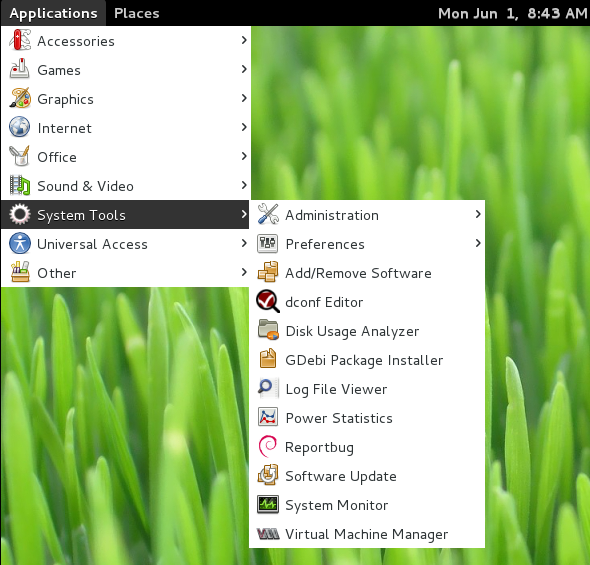 Applications Places Mon Jun 1, 8:43 AM
Accessories
Games
Graphics
Internet
Office
Sound & Video
System Tools
Universal Access
Other
Administration
Preferences
Add/Remove Software
dconf Editor
Disk Usage Analyzer
GDebi Package Installer
Log File Viewer
Power Statistics
Reportbug
Software Update
System Monitor
Virtual Machine Manager